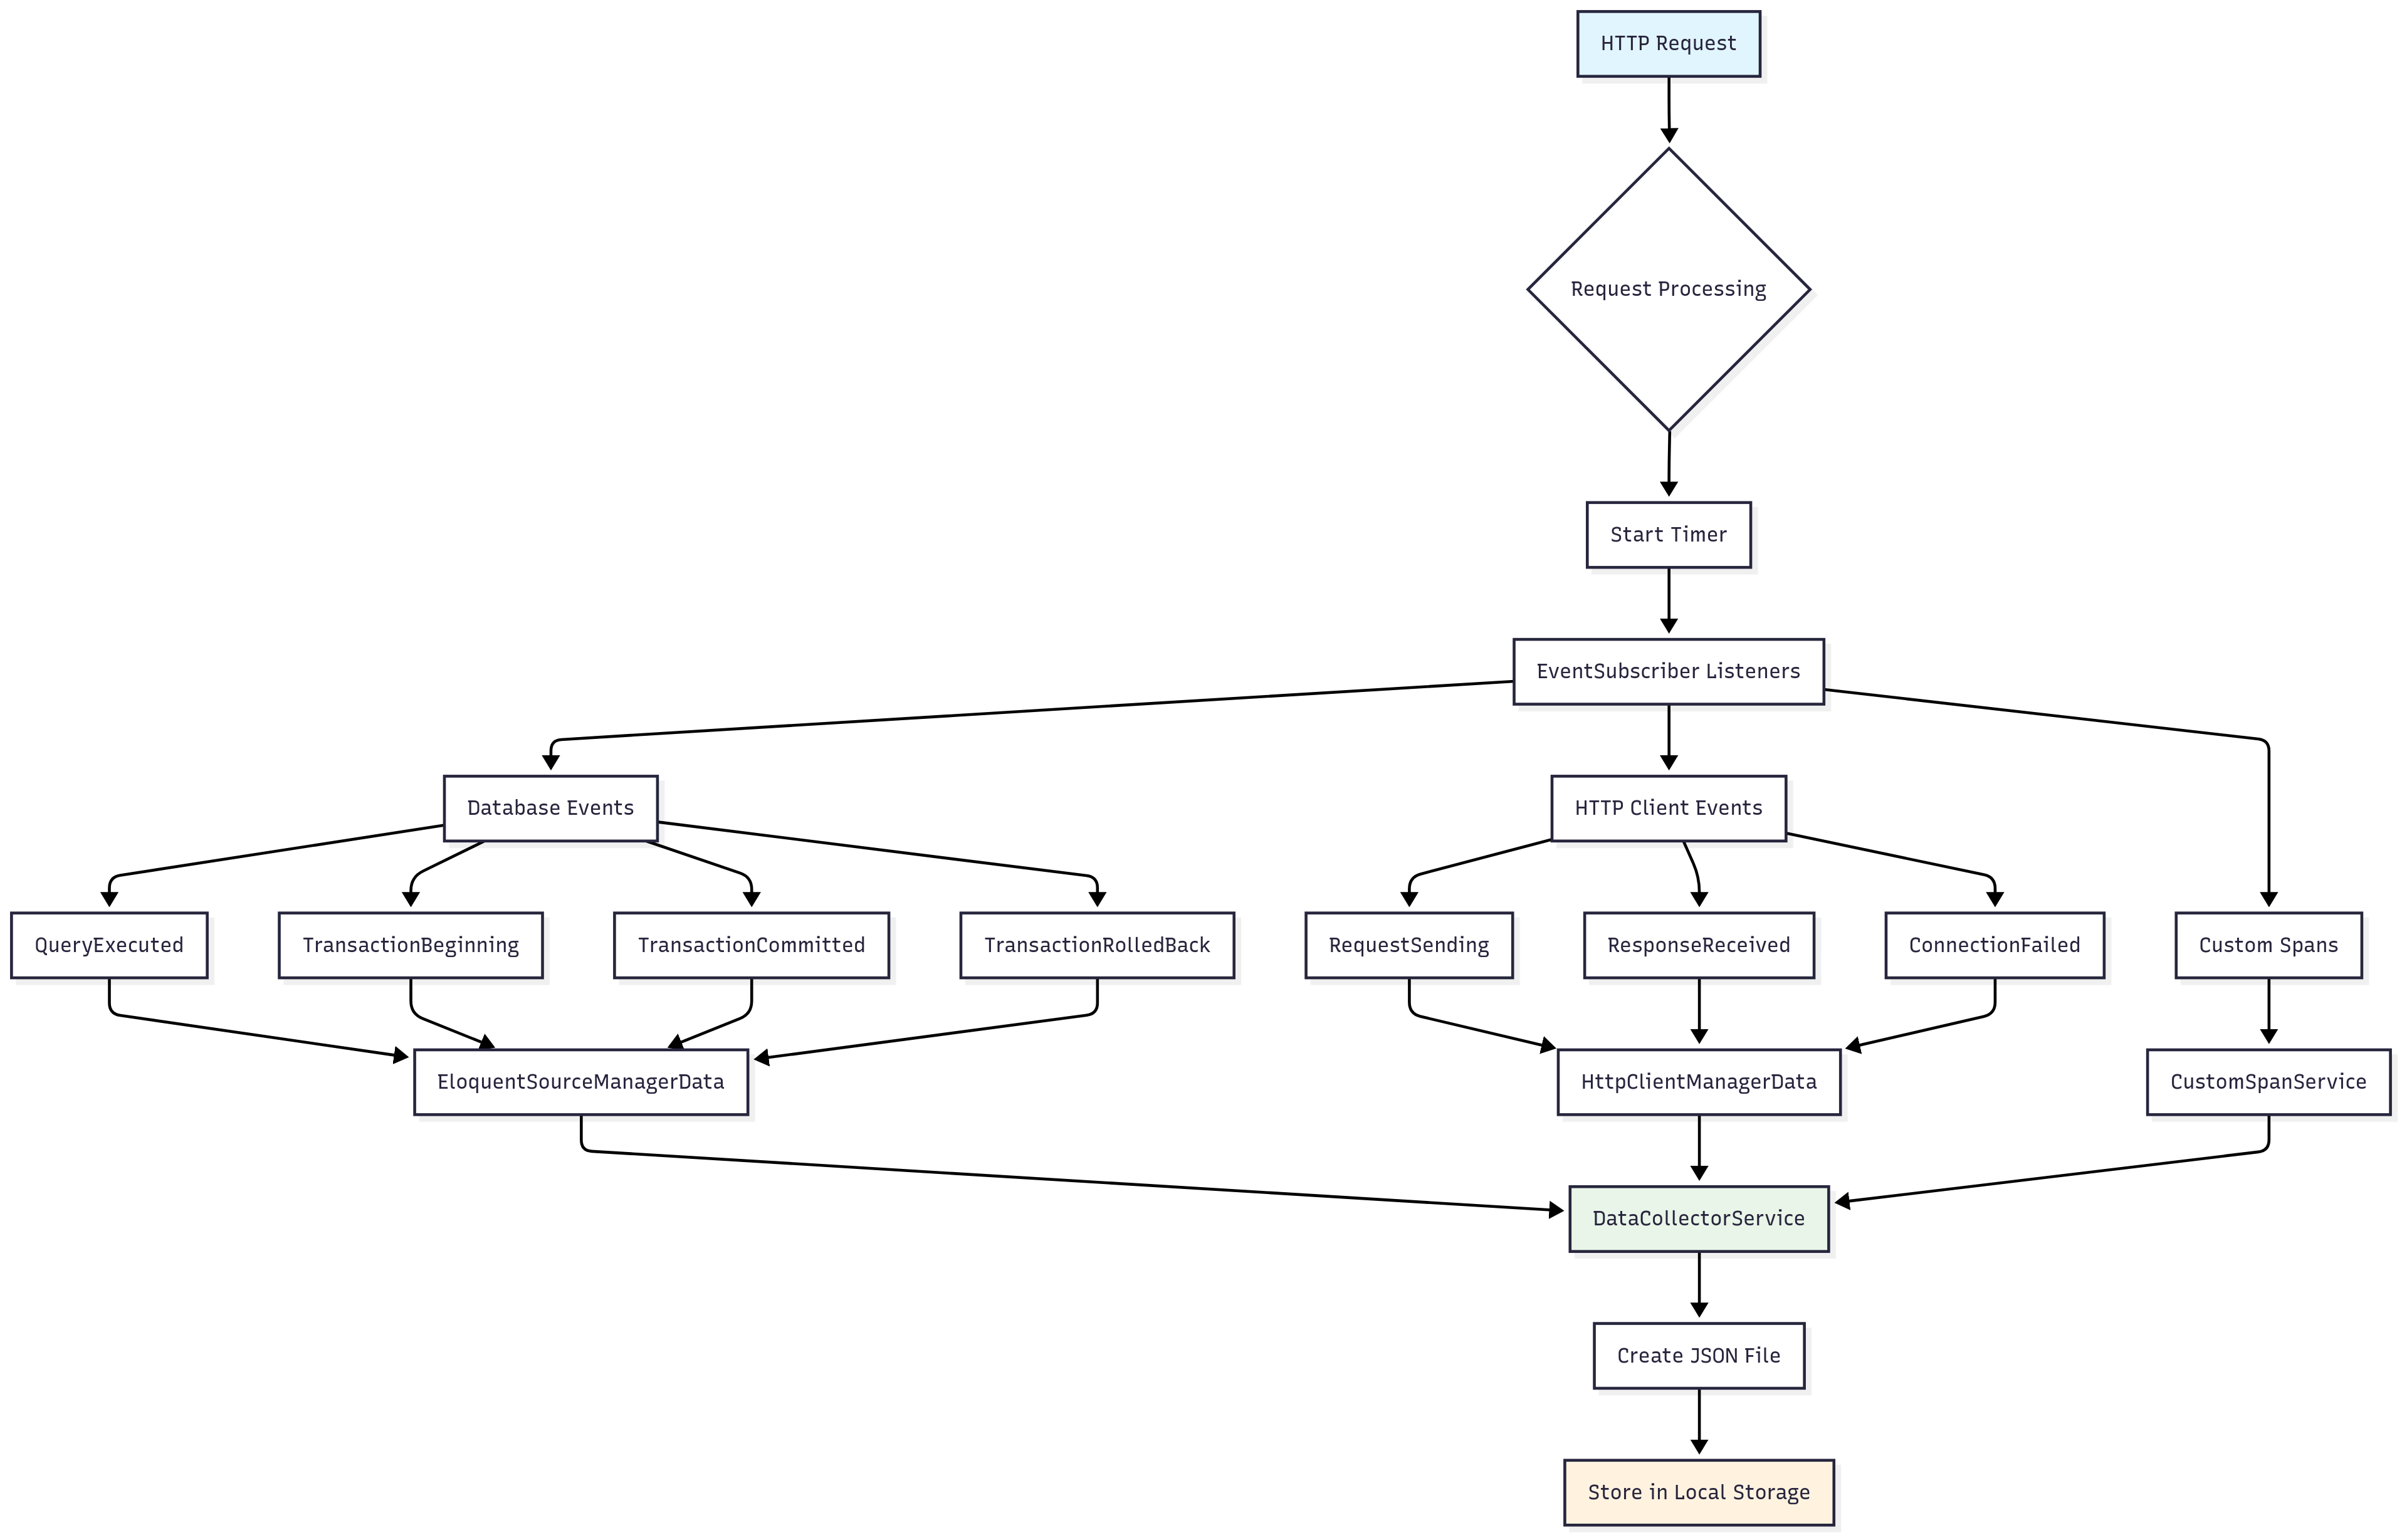 HTTP Request
Request Processing
Start Timer
EventSubscriber Listeners
Database Events
HTTP Client Events
QueryExecuted
TransactionBeginning
TransactionCommitted
TransactionRolledBack
RequestSending
ResponseReceived
ConnectionFailed
Custom Spans
EloquentSourceManagerData
HttpClientManagerData
CustomSpanService
DataCollectorService
Create JSON File
Store in Local Storage